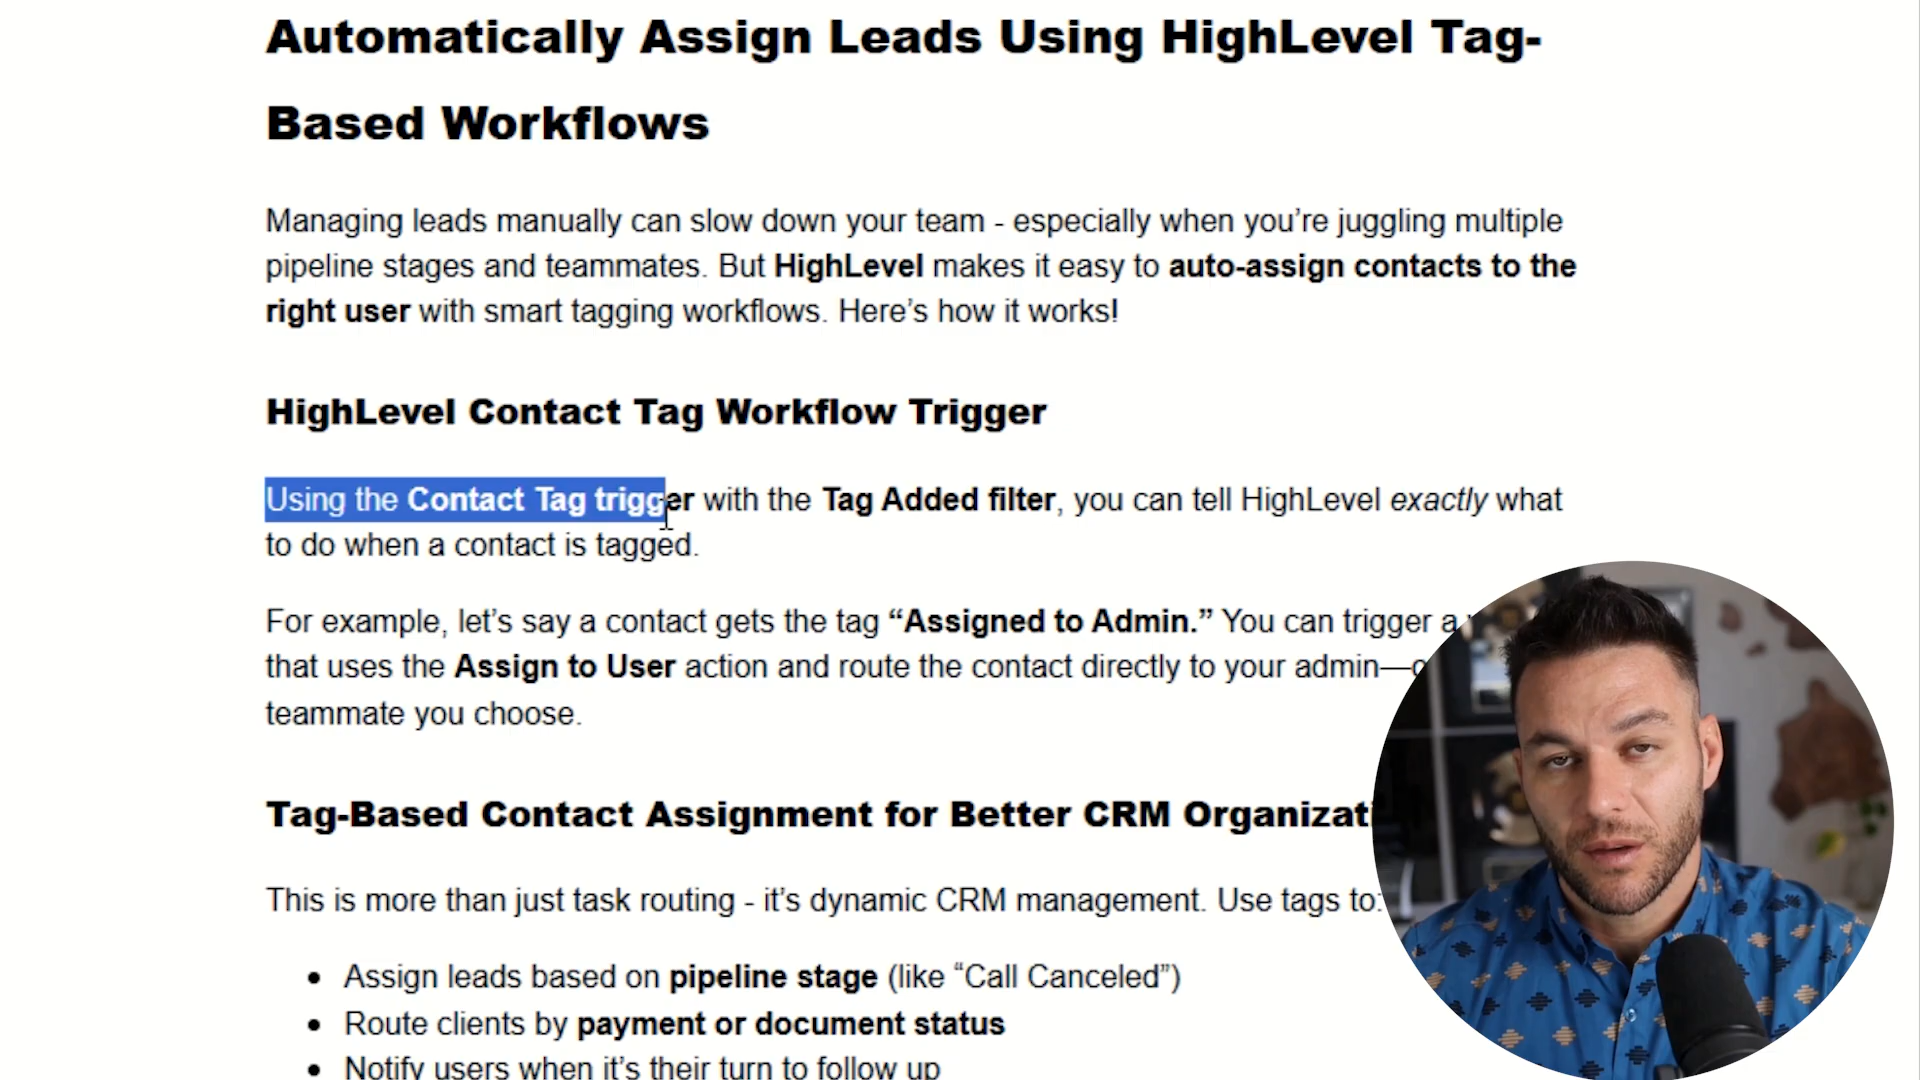 Automatically Assign Leads Using HighLevel Tag-
Based Workflows
Managing leads manually can slow down your team - especially when you’re juggling multiple
pipeline stages and teammates. But HighLevel makes it easy to auto-assign contacts to the
right user with smart tagging workflows. Here’s how it works!
HighLevel Contact Tag Workflow Trigger
Using the Contact Tag trigger with the Tag Added filter, you can tell HighLevel exactly what
to do when a contact is tagged.
For example, let’s say a contact gets the tag “Assigned to Admin.” You can trigger a
that uses the Assign to User action and route the contact directly to your admin—
teammate you choose.
Tag-Based Contact Assignment for Better CRM
This is more than just task routing - it’s dynamic CRM management. Use tags to:
• Assign leads based on pipeline stage (like “Call Canceled”)
• Route clients by payment or document status
• Notify users when it’s their turn to follow up